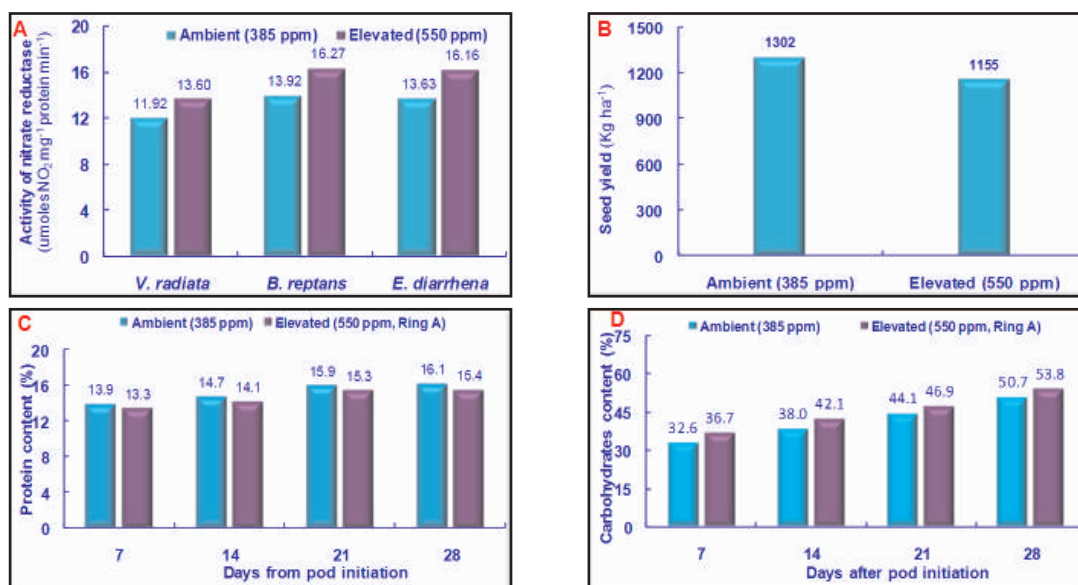 A
Activity of nitrate reductase
(umoles NO₂ mg⁻¹ protein min⁻¹)
20
16
12
8
4
0
Ambient (385 ppm) Elevated (550 ppm)
11.92 13.60 13.92 16.27 13.63 16.16
V. radiata B. reptans E. diarrhena
B
Seed yield (Kg ha⁻¹)
1500
1200
900
600
300
0
1302 1155
Ambient (385 ppm) Elevated (550 ppm)
C
Protein content (%)
20
16
12
8
4
0
Ambient (385 ppm) Elevated (550 ppm, Ring A)
13.9 13.3 14.7 14.1 15.9 15.3 16.1 15.4
7 14 21 28
Days from pod initiation
D
Carbohydrates content (%)
75
60
45
30
15
0
Ambient (385 ppm) Elevated (550 ppm, Ring A)
32.6 36.7 38.0 42.1 44.1 46.9 50.7 53.8
7 14 21 28
Days after pod initiation